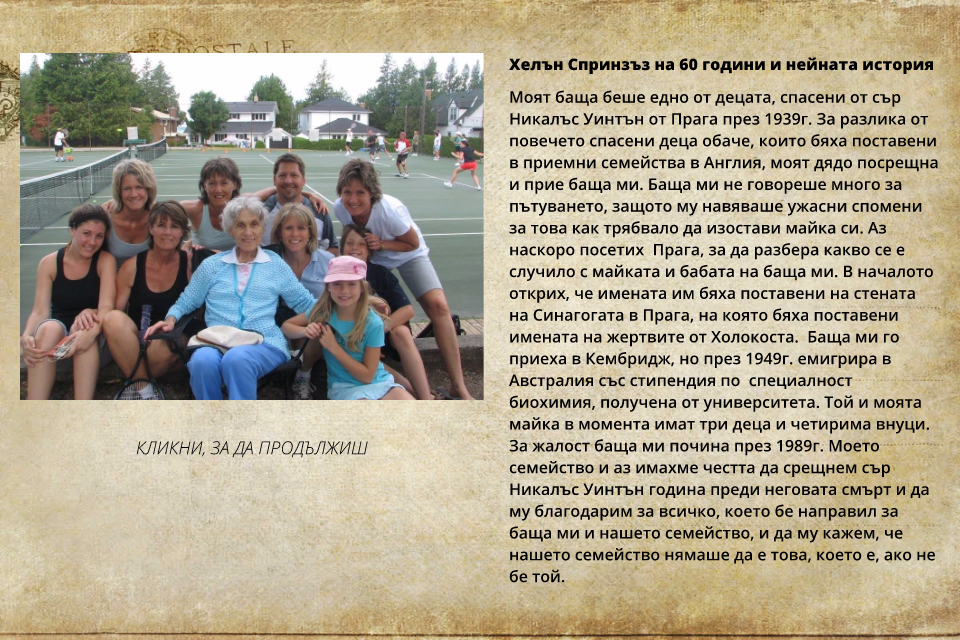 POSTALE
Хелън Спринзъз на 60 години и нейната история
Моят баща беше едно от децата, спасени от сър
Никалъс Уинтън от Прага през 1939г. За разлика от
повечето спасени деца обаче, които бяха поставени
в приемни семейства в Англия, моят дядо посрещна
и прие баща ми. Баща ми не говореше много за
пътуването, защото му навяваше ужасни спомени
за това как трябвало да изостави майка си. Аз
наскоро посетих Прага, за да разбера какво се е
случило с майката и бабата на баща ми. В началото
открих, че имената им бяха поставени на стената
на Синагогата в Прага, на която бяха поставени
имената на жертвите от Холокоста. Баща ми го
приеха в Кембридж, но през 1949г. емигрира в
Австралия със стипендия по специалност
биохимия, получена от университета. Той и моята
майка в момента имат три деца и четирима внуци.
За жалост баща ми почина през 1989г. Моето
семейство и аз имахме честта да срещнем сър
Никалъс Уинтън година преди неговата смърт и да
му благодарим за всичко, което бе направил за
баща ми и нашето семейство, и да му кажем, че
нашето семейство нямаше да е това, което е, ако не
бе той.
КЛИКНИ, ЗА ДА ПРОДЪЛЖИШ